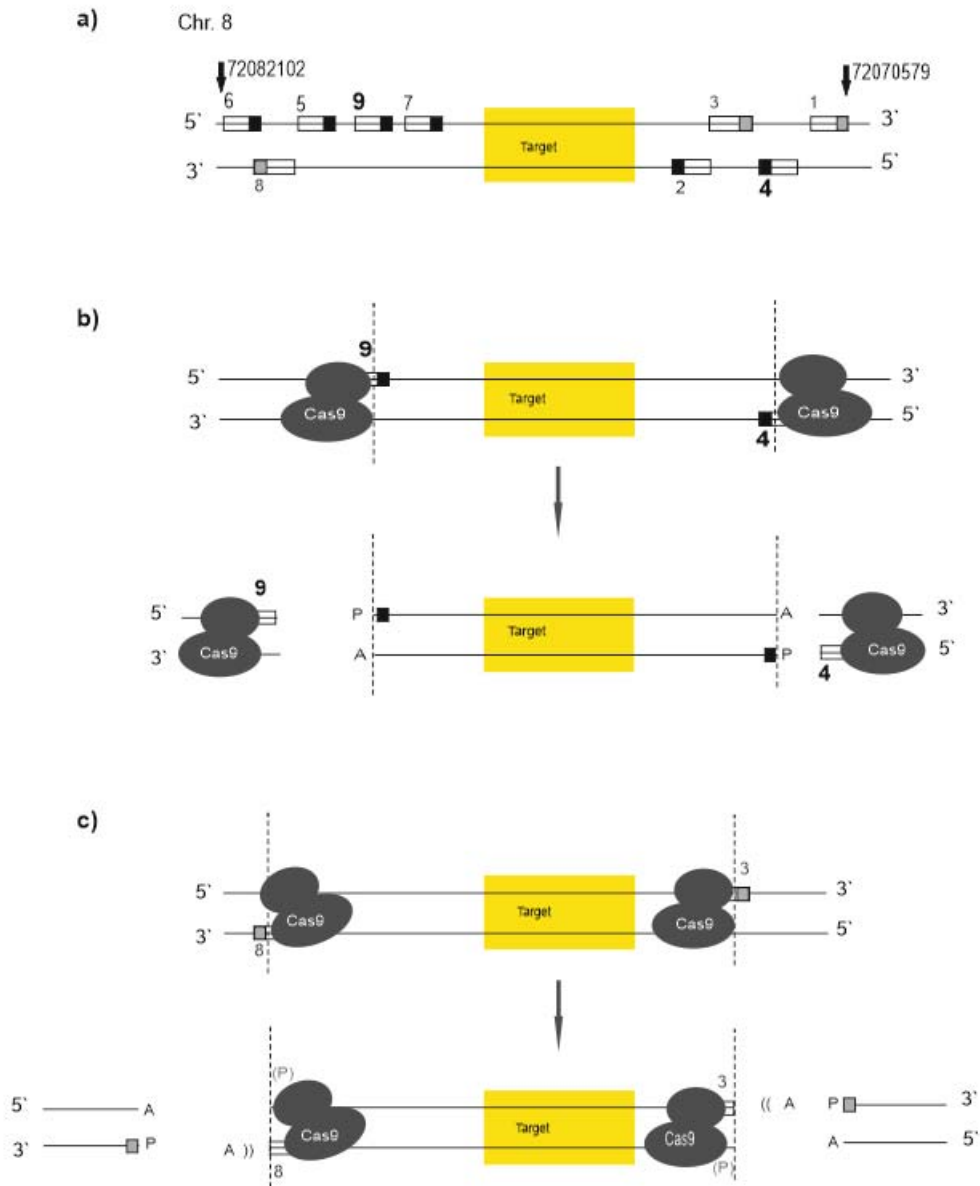 a) Chr. 8
72082102 72070579
6 5 9 7 3 1
5` Target 3`
3` 5`
8 2 4
b)
9
5` Target 3`
3` Cas9 4 Cas9 5`
9
5` P Target A 3`
3` Cas9 A P Cas9 5`
4
c)
3
5` Target 3`
3` Cas9 Cas9 5`
8
(P) 3
5` A Target (( A P 3`
3` P A )) Cas9 Cas9 A 5`
8 (P)